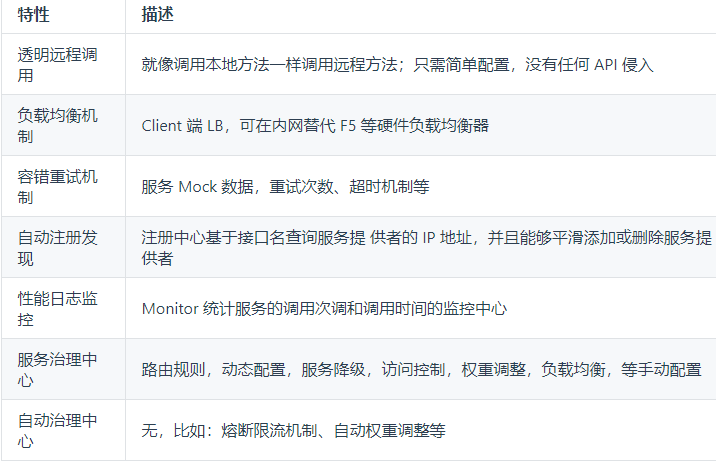 特性
描述
透明远程调
用
就像调用本地方法一样调用远程方法；只需简单配置，没有任何 API 侵入
负载均衡机
制
Client 端 LB，可在内网替代 F5 等硬件负载均衡器
容错重试机
制
服务 Mock 数据，重试次数、超时机制等
自动注册发
现
注册中心基于接口名查询服务提 供者的 IP 地址，并且能够平滑添加或删除服务提
供者
性能日志监
控
Monitor 统计服务的调用次调和调用时间的监控中心
服务治理中
心
路由规则，动态配置，服务降级，访问控制，权重调整，负载均衡，等手动配置
自动治理中
心
无，比如：熔断限流机制、自动权重调整等